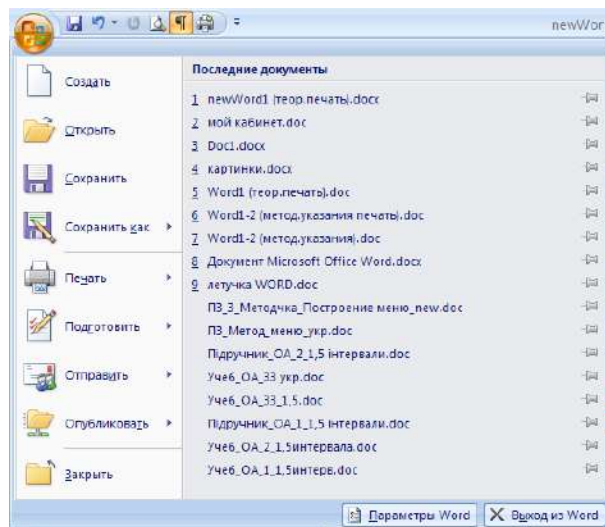 newWor
Создать
Открыть
Сохранить
Сохранить как
Печать
Подготовить
Отправить
Опубликовать
Закрыть
Последние документы
1 newWord1 (теор.печать).docx
2 мой кабинет.doc
3 Doc1.docx
4 картинки.docx
5 Word1 (теор.печать).doc
6 Word1-2 (метод.указания печать).doc
7 Word1-2 (метод.указания).doc
8 Документ Microsoft Office Word.docx
9 летучка WORD.doc
ПЗ_3_Методчка_Построение меню_new.doc
ПЗ_Метод_меню_укр.doc
Підручник_ОА_2_1,5 інтервали.doc
Учеб_ОА_33 укр.doc
Учеб_ОА_33_1,5.doc
Підручник_ОА_1_1,5 інтервали.doc
Учеб_ОА_2_1,5интервала.doc
Учеб_ОА_1_1,5интерв.doc
Параметры Word
Выход из Word